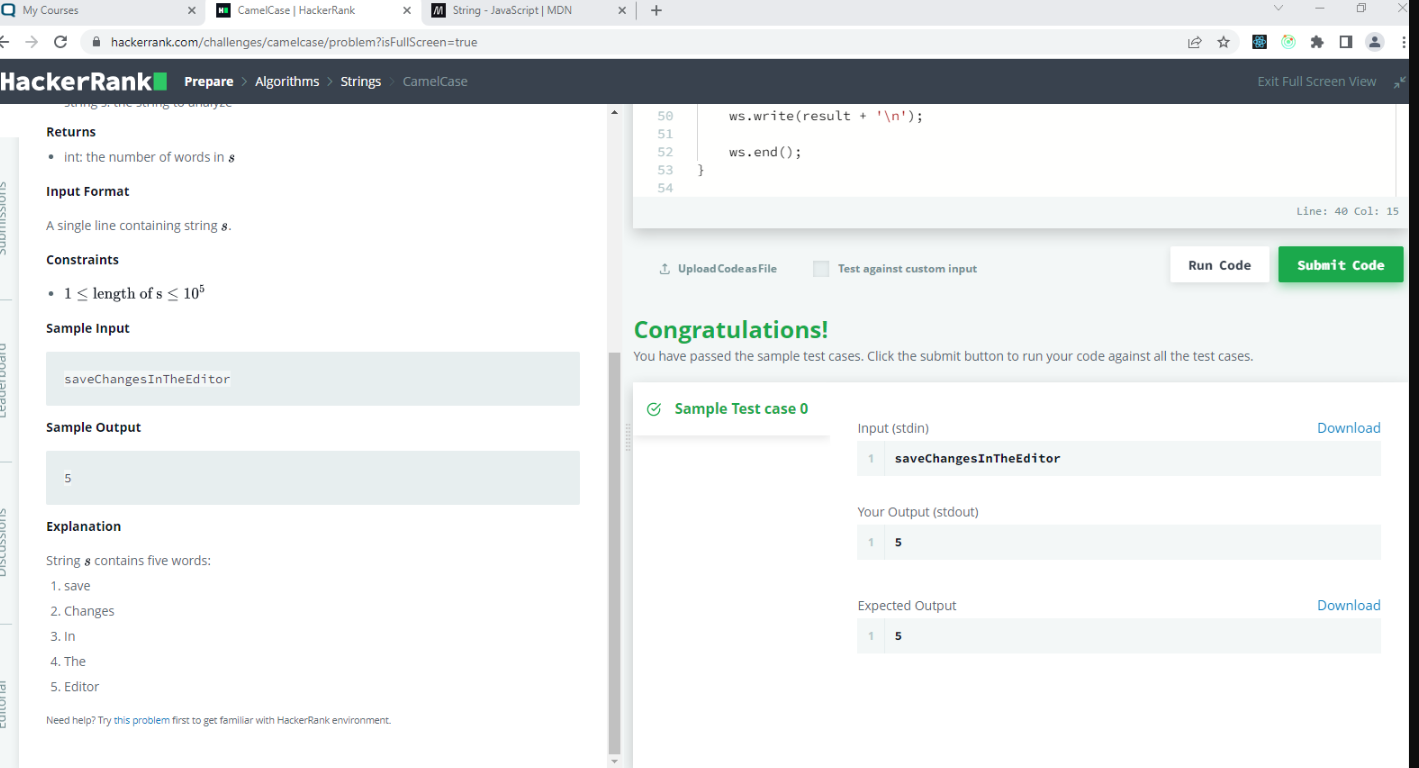 My Courses
CamelCase | HackerRank
String - JavaScript | MDN
hackerrank.com/challenges/camelcase/problem?isFullScreen=true
HackerRank
Prepare > Algorithms > Strings > CamelCase
Exit Full Screen View
string s: the string to analyze
Returns
int: the number of words in s
Input Format
A single line containing string s.
Constraints
1 ≤ length of s ≤ 10⁵
Sample Input
saveChangesInTheEditor
Sample Output
5
Explanation
String s contains five words:
1. save
2. Changes
3. In
4. The
5. Editor
Need help? Try this problem first to get familiar with HackerRank environment.
Submissions
Leaderboard
Discussions
Editorial
50 ws.write(result + '\n');
51
52 ws.end();
53 }
54
Line: 40 Col: 15
Upload Code as File
Test against custom input
Run Code
Submit Code
Congratulations!
You have passed the sample test cases. Click the submit button to run your code against all the test cases.
Sample Test case 0
Input (stdin)
Download
1 saveChangesInTheEditor
Your Output (stdout)
1 5
Expected Output
Download
1 5